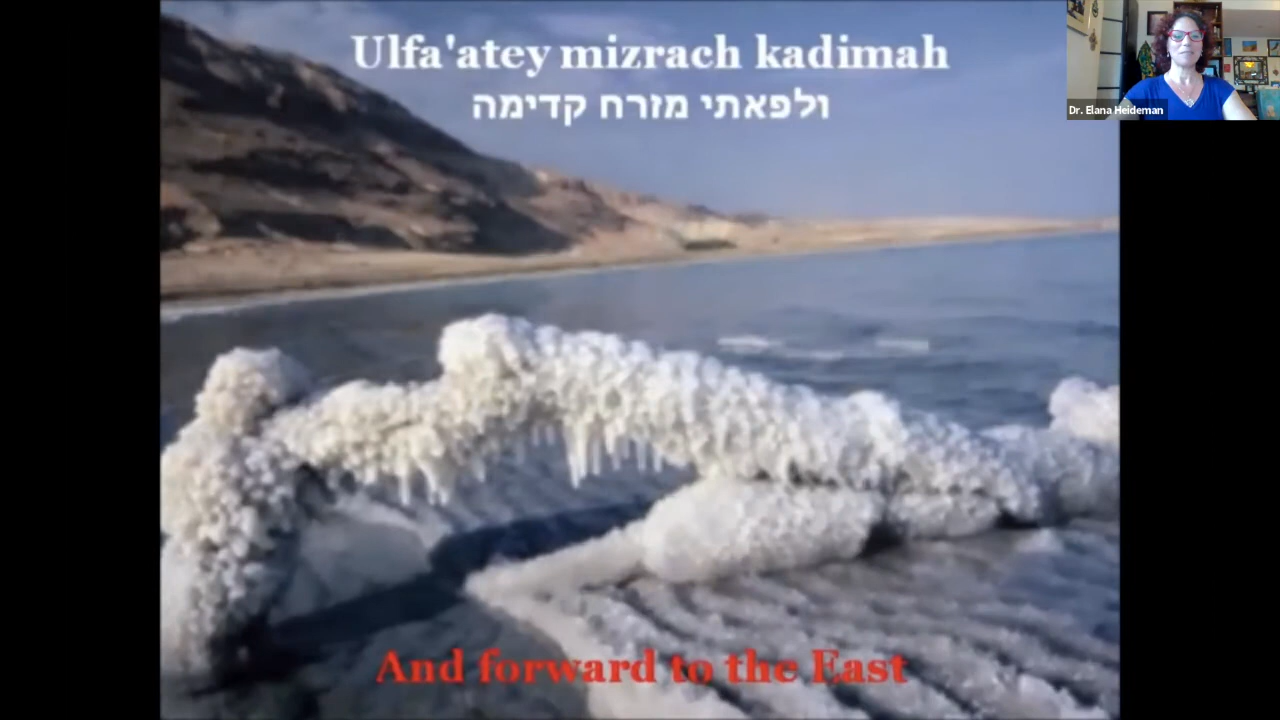 Ulfa'atey mizrach kadimah
ולפאתי מזרח קדימה
Dr. Elana Heideman
And forward to the East